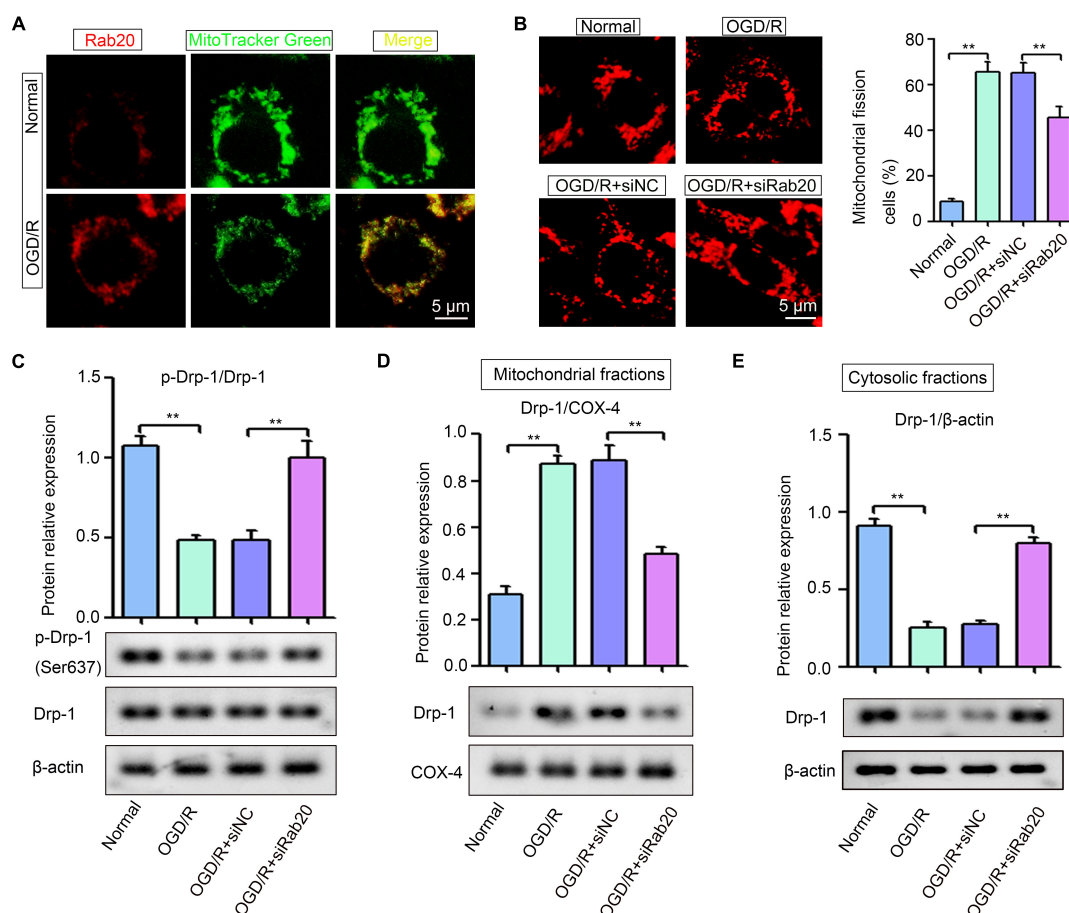 A
Rab20
MitoTracker Green
Merge
Normal
OGD/R
5 μm
B
Normal
OGD/R
OGD/R+siNC
OGD/R+siRab20
5 μm
Mitochondrial fission
cells (%)
80
60
40
20
0
**
**
Normal
OGD/R
OGD/R+siNC
OGD/R+siRab20
C
p-Drp-1/Drp-1
Protein relative expression
1.5
1.0
0.5
0.0
**
**
p-Drp-1
(Ser637)
Drp-1
β-actin
Normal
OGD/R
OGD/R+siNC
OGD/R+siRab20
D
Mitochondrial fractions
Drp-1/COX-4
Protein relative expression
1.0
0.8
0.6
0.4
0.2
0.0
**
**
Drp-1
COX-4
Normal
OGD/R
OGD/R+siNC
OGD/R+siRab20
E
Cytosolic fractions
Drp-1/β-actin
Protein relative expression
1.5
1.0
0.5
0.0
**
**
Drp-1
β-actin
Normal
OGD/R
OGD/R+siNC
OGD/R+siRab20